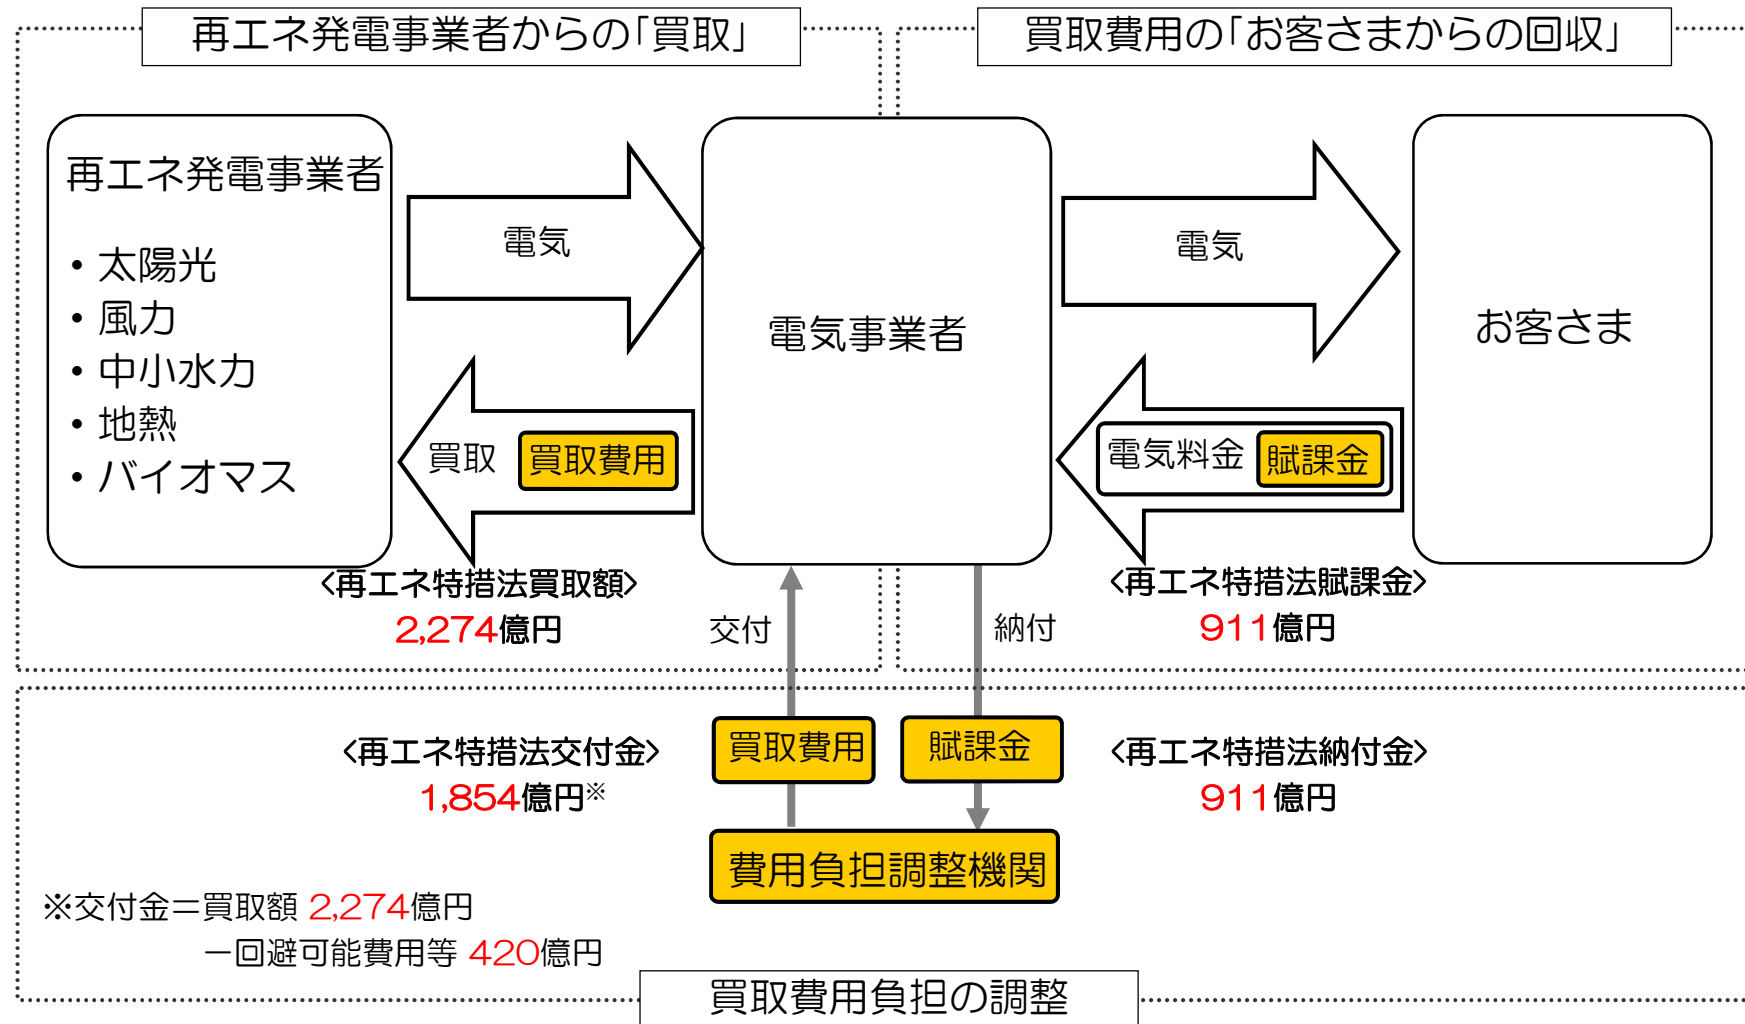 再エネ発電事業者からの「買取」
買取費用の「お客さまからの回収」
再エネ発電事業者
・太陽光
・風力
・中小水力
・地熱
・バイオマス
電気
買取 買取費用
電気事業者
電気
電気料金 賦課金
お客さま
<再エネ特措法買取額>
2,274億円
交付
納付
<再エネ特措法賦課金>
911億円
<再エネ特措法交付金>
1,854億円※
買取費用
賦課金
<再エネ特措法納付金>
911億円
費用負担調整機関
※交付金＝買取額 2,274億円
－回避可能費用等 420億円
買取費用負担の調整